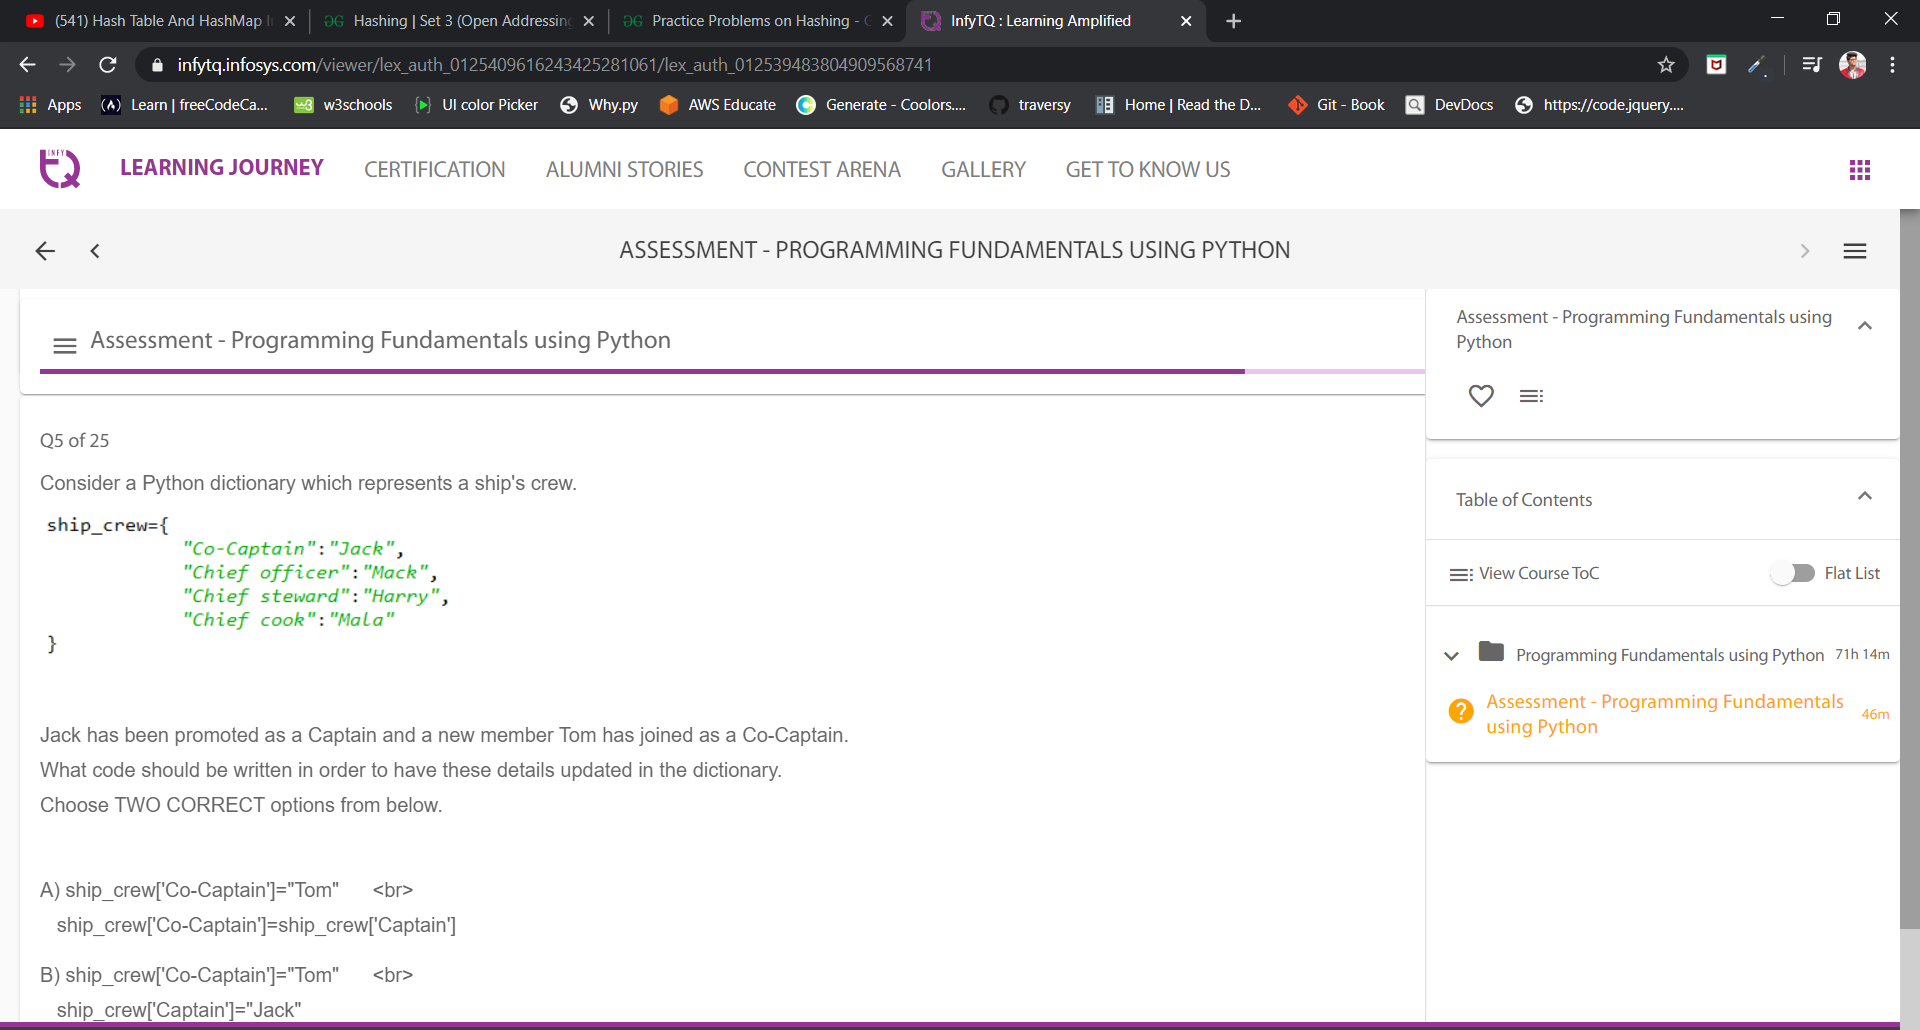 (541) Hash Table And HashMap I
Hashing | Set 3 (Open Addressing
Practice Problems on Hashing - G
InfyTQ : Learning Amplified
infytq.infosys.com/viewer/lex_auth_0125409616243425281061/lex_auth_012539483804909568741
Apps
Learn | freeCodeCa...
w3schools
UI color Picker
Why.py
AWS Educate
Generate - Coolors....
traversy
Home | Read the D...
Git - Book
DevDocs
https://code.jquery....
INFY
TQ
LEARNING JOURNEY
CERTIFICATION
ALUMNI STORIES
CONTEST ARENA
GALLERY
GET TO KNOW US
ASSESSMENT - PROGRAMMING FUNDAMENTALS USING PYTHON
Assessment - Programming Fundamentals using Python
Q5 of 25
Consider a Python dictionary which represents a ship's crew.
ship_crew={
"Co-Captain":"Jack",
"Chief officer":"Mack",
"Chief steward":"Harry",
"Chief cook":"Mala"
}
Jack has been promoted as a Captain and a new member Tom has joined as a Co-Captain.
What code should be written in order to have these details updated in the dictionary.
Choose TWO CORRECT options from below.
A) ship_crew['Co-Captain']="Tom" <br>
ship_crew['Co-Captain']=ship_crew['Captain']
B) ship_crew['Co-Captain']="Tom" <br>
ship_crew['Captain']="Jack"
Assessment - Programming Fundamentals using
Python
Table of Contents
View Course ToC
Flat List
Programming Fundamentals using Python 71h 14m
Assessment - Programming Fundamentals
using Python
46m